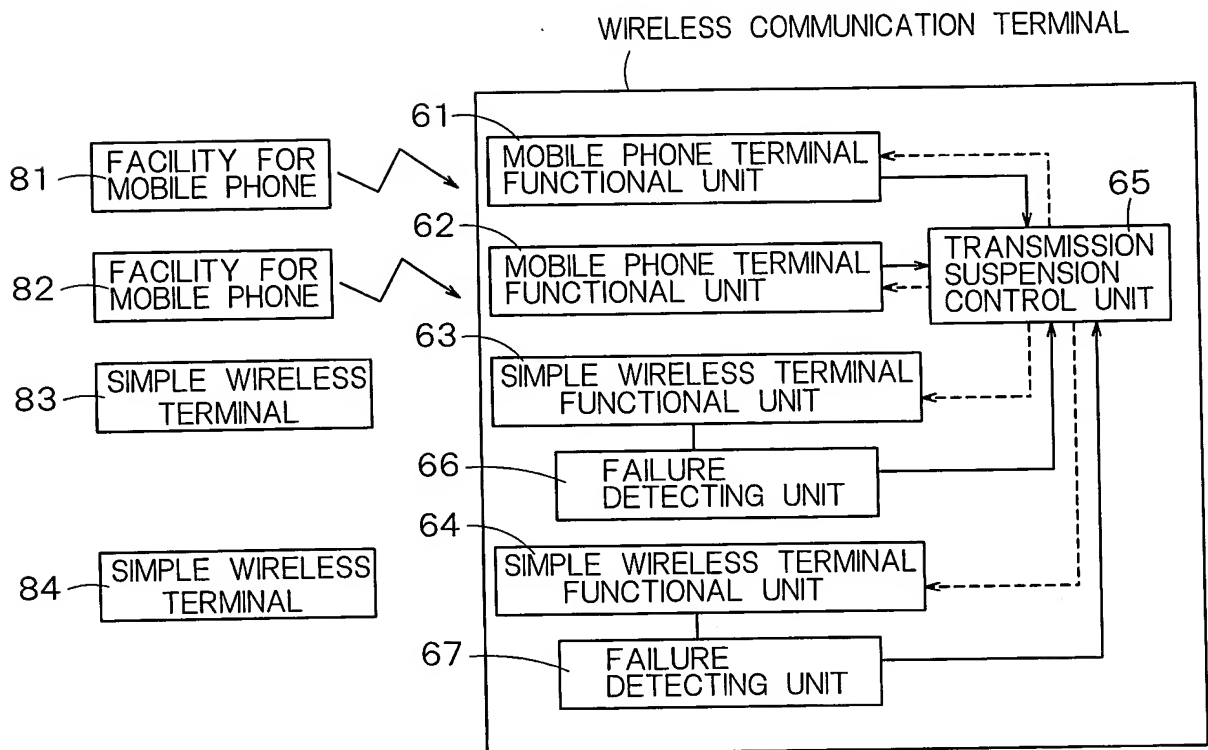 WIRELESS COMMUNICATION TERMINAL
61
81
FACILITY FOR
MOBILE PHONE
MOBILE PHONE TERMINAL
FUNCTIONAL UNIT
65
62
82
FACILITY FOR
MOBILE PHONE
MOBILE PHONE TERMINAL
FUNCTIONAL UNIT
TRANSMISSION
SUSPENSION
CONTROL UNIT
63
83
SIMPLE WIRELESS
TERMINAL
SIMPLE WIRELESS TERMINAL
FUNCTIONAL UNIT
66
FAILURE
DETECTING UNIT
64
84
SIMPLE WIRELESS
TERMINAL
SIMPLE WIRELESS TERMINAL
FUNCTIONAL UNIT
67
FAILURE
DETECTING UNIT